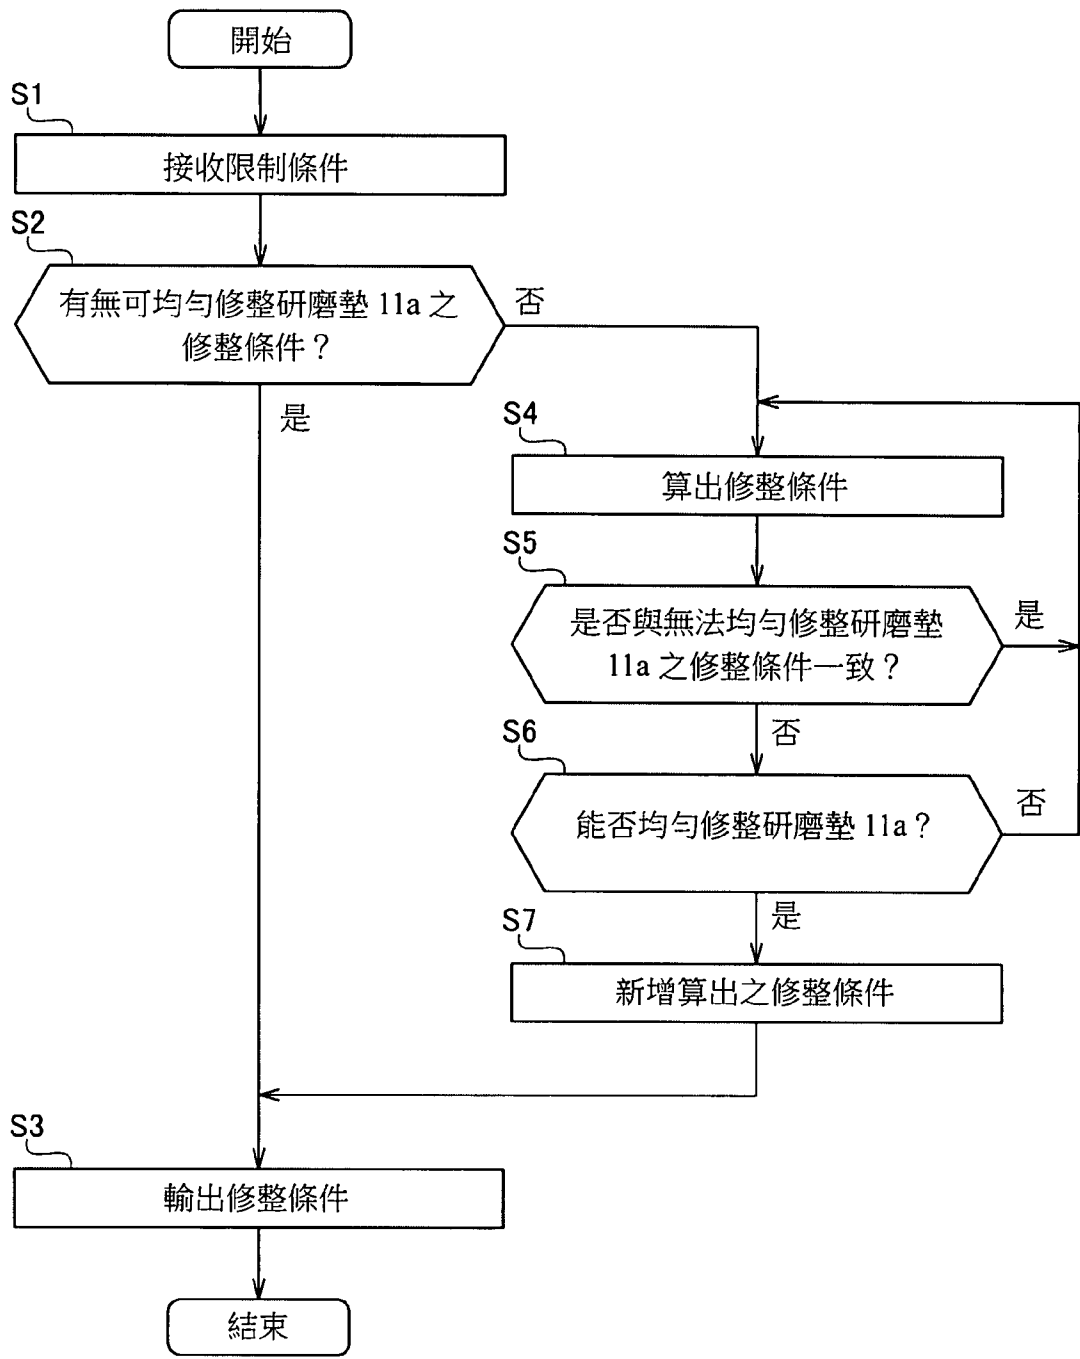 開始
S1
接收限制條件
S2
有無可均勻修整研磨墊 11a 之
修整條件？
否
是
S4
算出修整條件
S5
是否與無法均勻修整研磨墊
11a 之修整條件一致？
是
否
S6
能否均勻修整研磨墊 11a？
否
是
S7
新增算出之修整條件
S3
輸出修整條件
結束